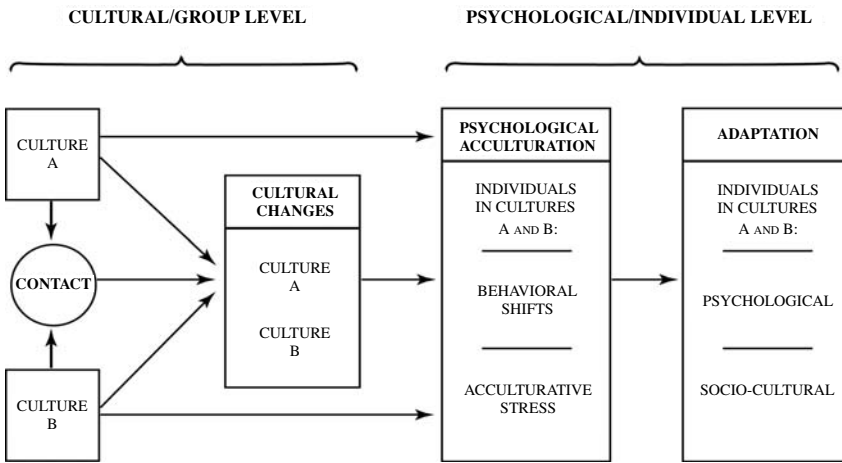 CULTURAL/GROUP LEVEL
PSYCHOLOGICAL/INDIVIDUAL LEVEL
CULTURE
A
CONTACT
CULTURE
B
CULTURAL
CHANGES
CULTURE
A
CULTURE
B
PSYCHOLOGICAL
ACCULTURATION
INDIVIDUALS
IN CULTURES
A AND B:
BEHAVIORAL
SHIFTS
ACCULTURATIVE
STRESS
ADAPTATION
INDIVIDUALS
IN CULTURES
A AND B:
PSYCHOLOGICAL
SOCIO-CULTURAL